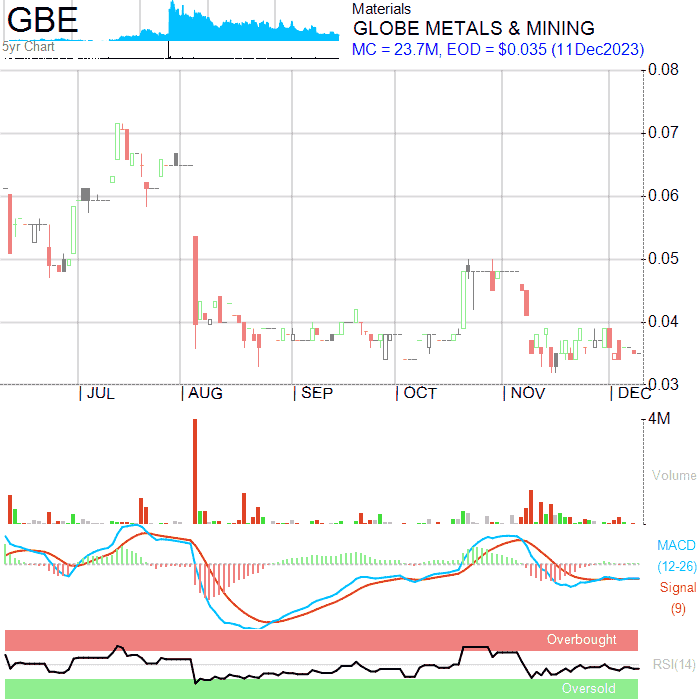 GBE
5yr Chart
Materials
GLOBE METALS & MINING
MC = 23.7M, EOD = $0.035 (11Dec2023)
0.08
0.07
0.06
0.05
0.04
0.03
JUL AUG SEP OCT NOV DEC
4M
Volume
MACD
(12-26)
Signal
(9)
Overbought
RSI(14)
Oversold